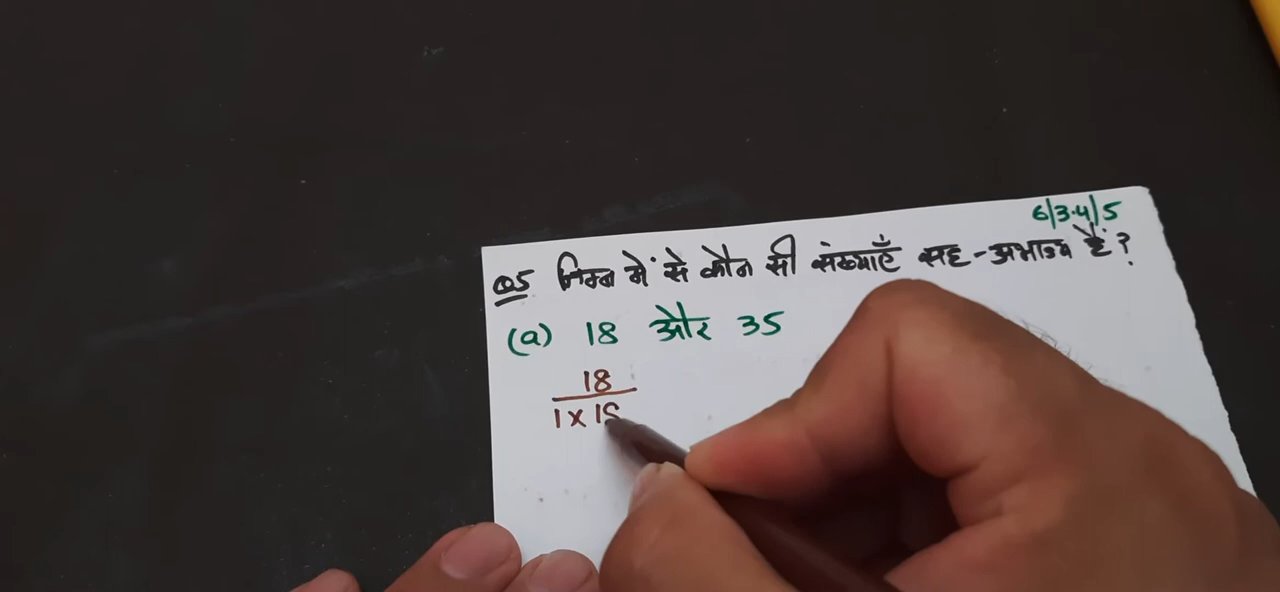 6/3.4/5
Q5 निम्न में से कौन सी संख्याएँ सह-अभाज्य हैं?
(a) 18 और 35
18
1 x 18